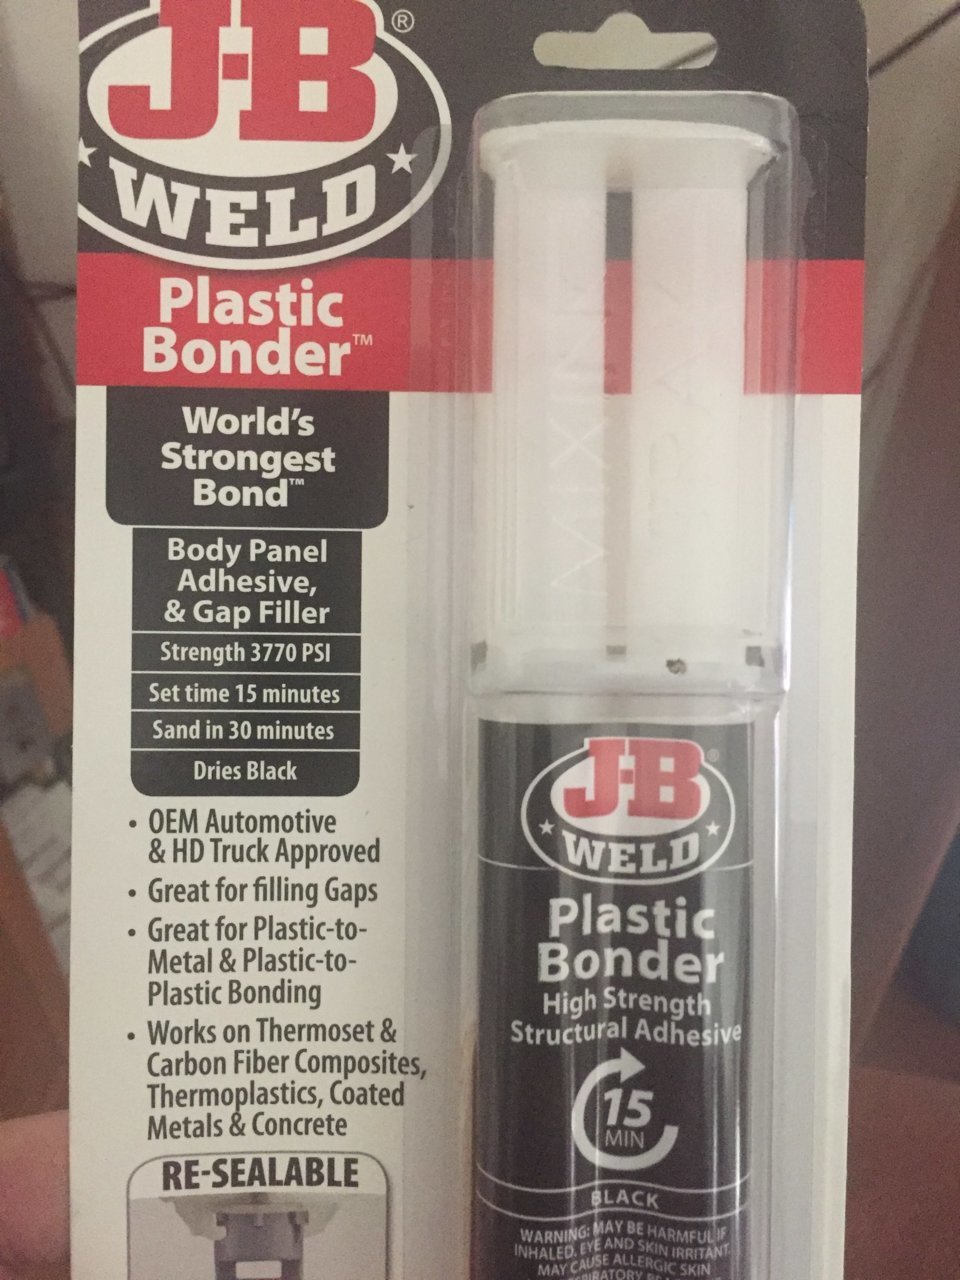 J-B®
WELD
Plastic
Bonder™
World's
Strongest
Bond™
Body Panel
Adhesive,
& Gap Filler
Strength 3770 PSI
Set time 15 minutes
Sand in 30 minutes
Dries Black
• OEM Automotive
& HD Truck Approved
• Great for filling Gaps
• Great for Plastic-to-
Metal & Plastic-to-
Plastic Bonding
• Works on Thermoset &
Carbon Fiber Composites,
Thermoplastics, Coated
Metals & Concrete
RE-SEALABLE
MIXIN
J-B®
WELD
Plastic
Bonder
High Strength
Structural Adhesive
15
MIN
BLACK
WARNING: MAY BE HARMFUL IF
INHALED. EYE AND SKIN IRRITANT.
MAY CAUSE ALLERGIC SKIN